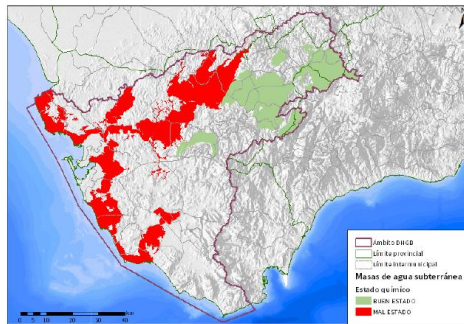 Ámbito DHGB
Límite provincial
Límite intermunicipal
Masas de agua subterránea
Estado químico
BUEN ESTADO
MAL ESTADO
0 5 10 20 30 40
km